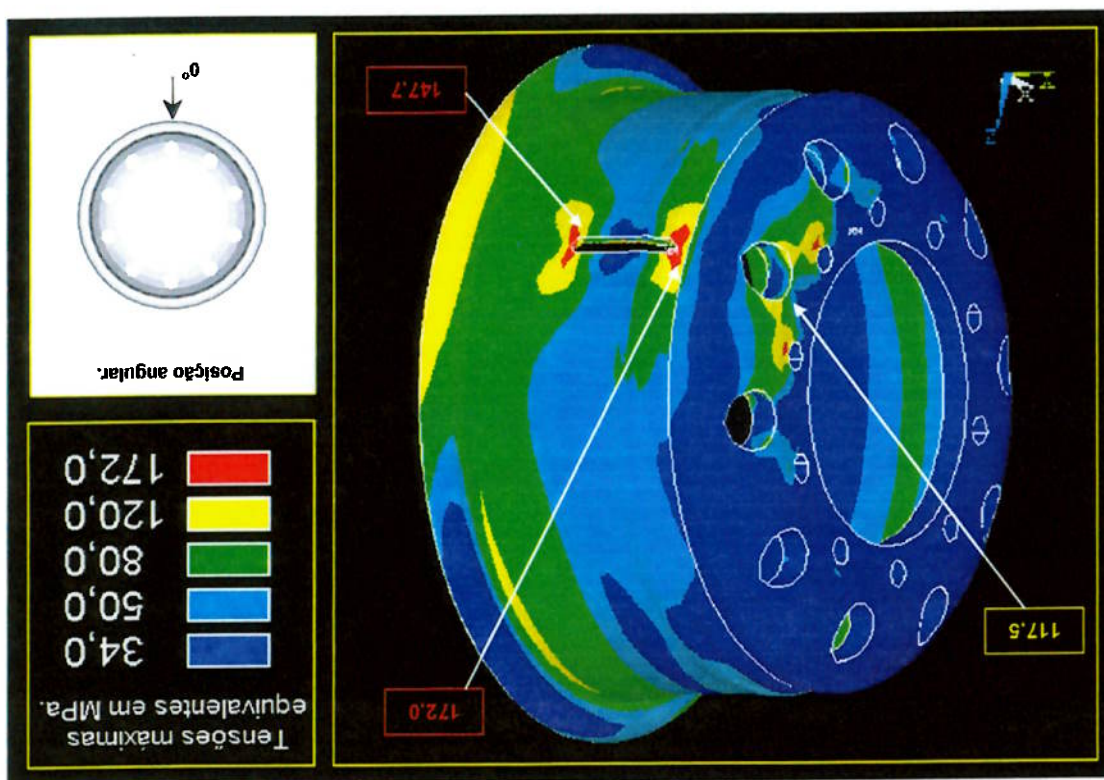 Tensões máximas
equivalentes em MPa.
34,0
50,0
80,0
120,0
172,0
Posição angular.
0°
117.5
172.0
147.7
Z
X